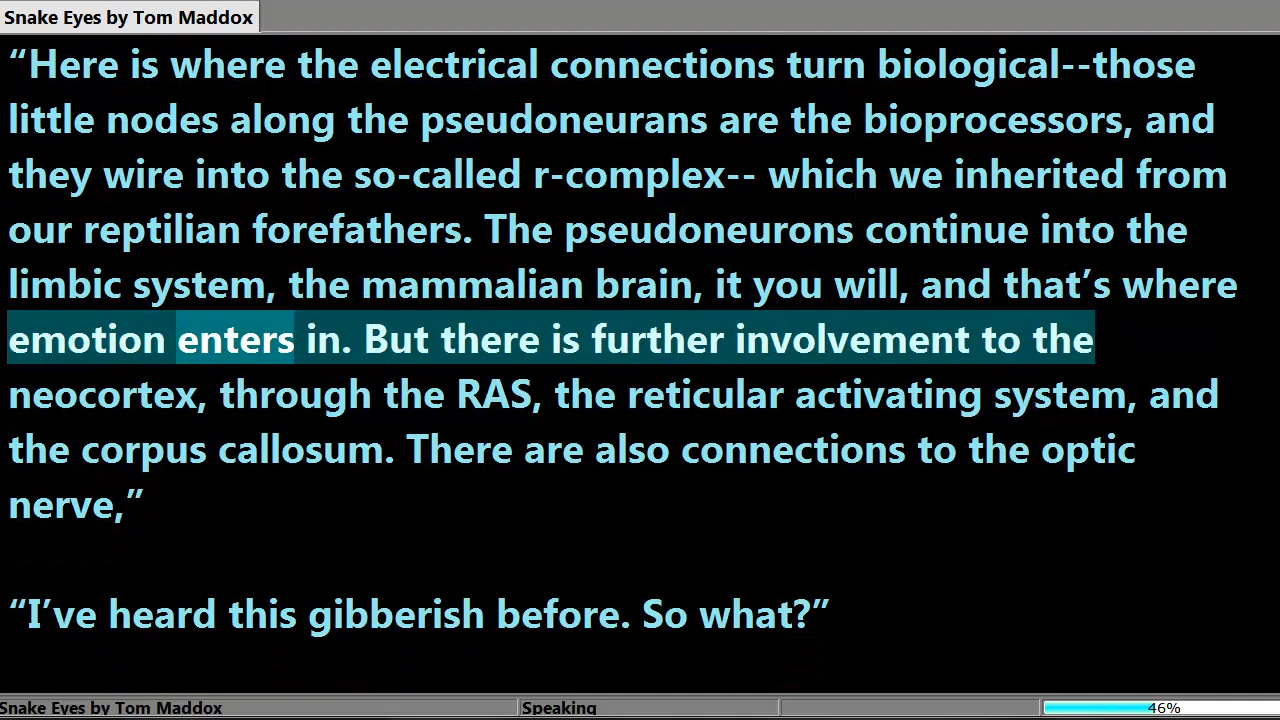 Snake Eyes by Tom Maddox
“Here is where the electrical connections turn biological--those
little nodes along the pseudoneurans are the bioprocessors, and
they wire into the so-called r-complex-- which we inherited from
our reptilian forefathers. The pseudoneurons continue into the
limbic system, the mammalian brain, it you will, and that’s where
emotion enters in. But there is further involvement to the
neocortex, through the RAS, the reticular activating system, and
the corpus callosum. There are also connections to the optic
nerve,”
“I’ve heard this gibberish before. So what?”
Snake Eyes by Tom Maddox
Speaking
46%